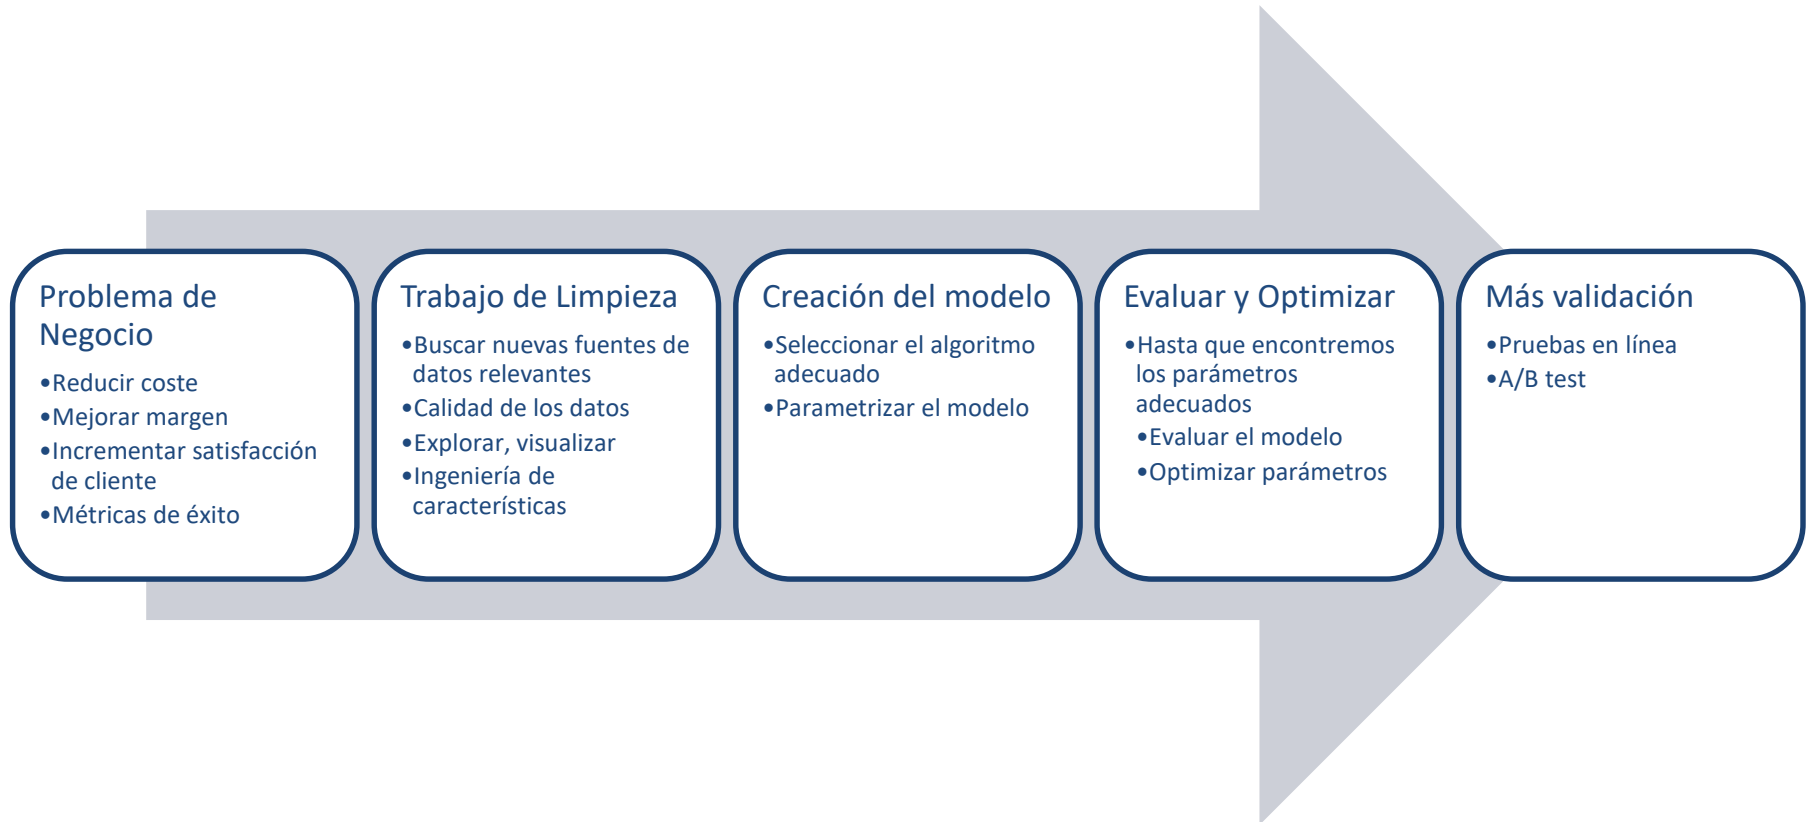 Problema de
Negocio
•Reducir coste
•Mejorar margen
•Incrementar satisfacción
de cliente
•Métricas de éxito
Trabajo de Limpieza
•Buscar nuevas fuentes de
datos relevantes
•Calidad de los datos
•Explorar, visualizar
•Ingeniería de
características
Creación del modelo
•Seleccionar el algoritmo
adecuado
•Parametrizar el modelo
Evaluar y Optimizar
•Hasta que encontremos
los parámetros
adecuados
•Evaluar el modelo
•Optimizar parámetros
Más validación
•Pruebas en línea
•A/B test